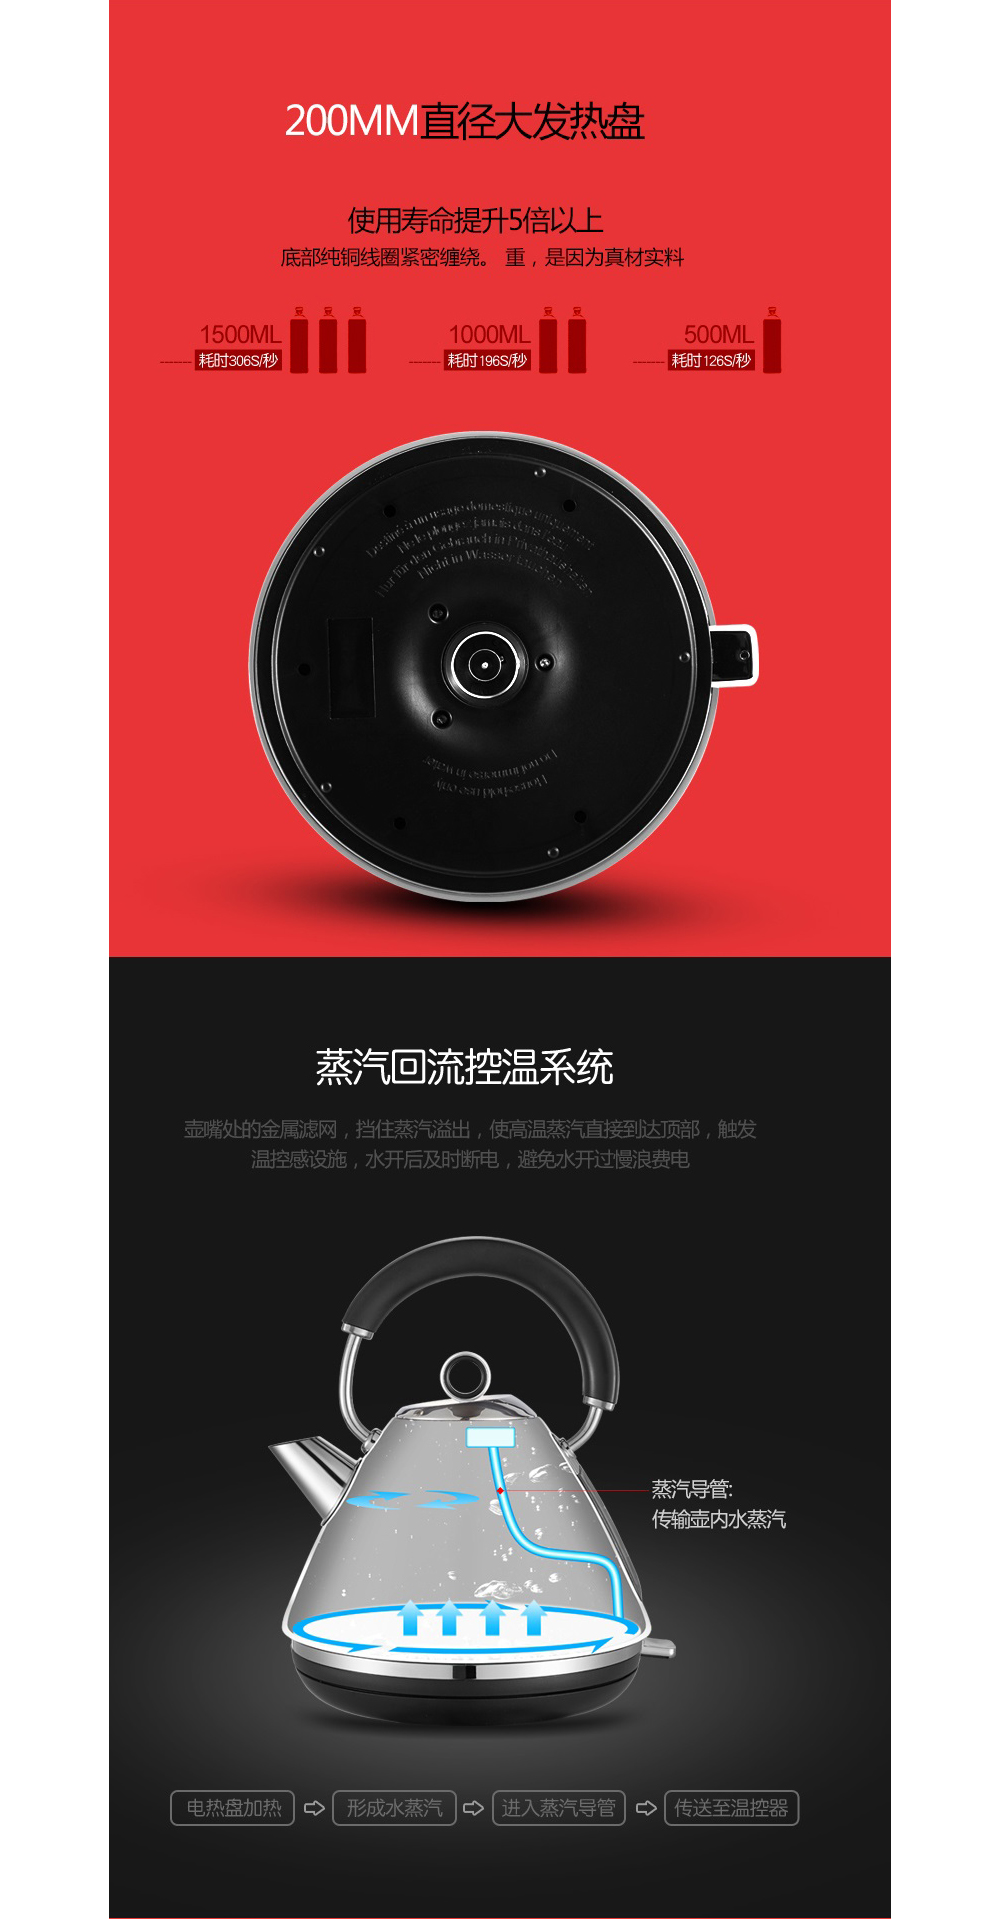 200MM直径大发热盘
使用寿命提升5倍以上
底部纯铜线圈紧密缠绕。 重，是因为真材实料
1500ML
耗时306S/秒
1000ML
耗时196S/秒
500ML
耗时126S/秒
Household use only
Do not immerse in water
蒸汽回流控温系统
壶嘴处的金属滤网，挡住蒸汽溢出，使高温蒸汽直接到达顶部，触发
温控感设施，水开后及时断电，避免水开过慢浪费电
蒸汽导管:
传输壶内水蒸汽
电热盘加热
形成水蒸汽
进入蒸汽导管
传送至温控器